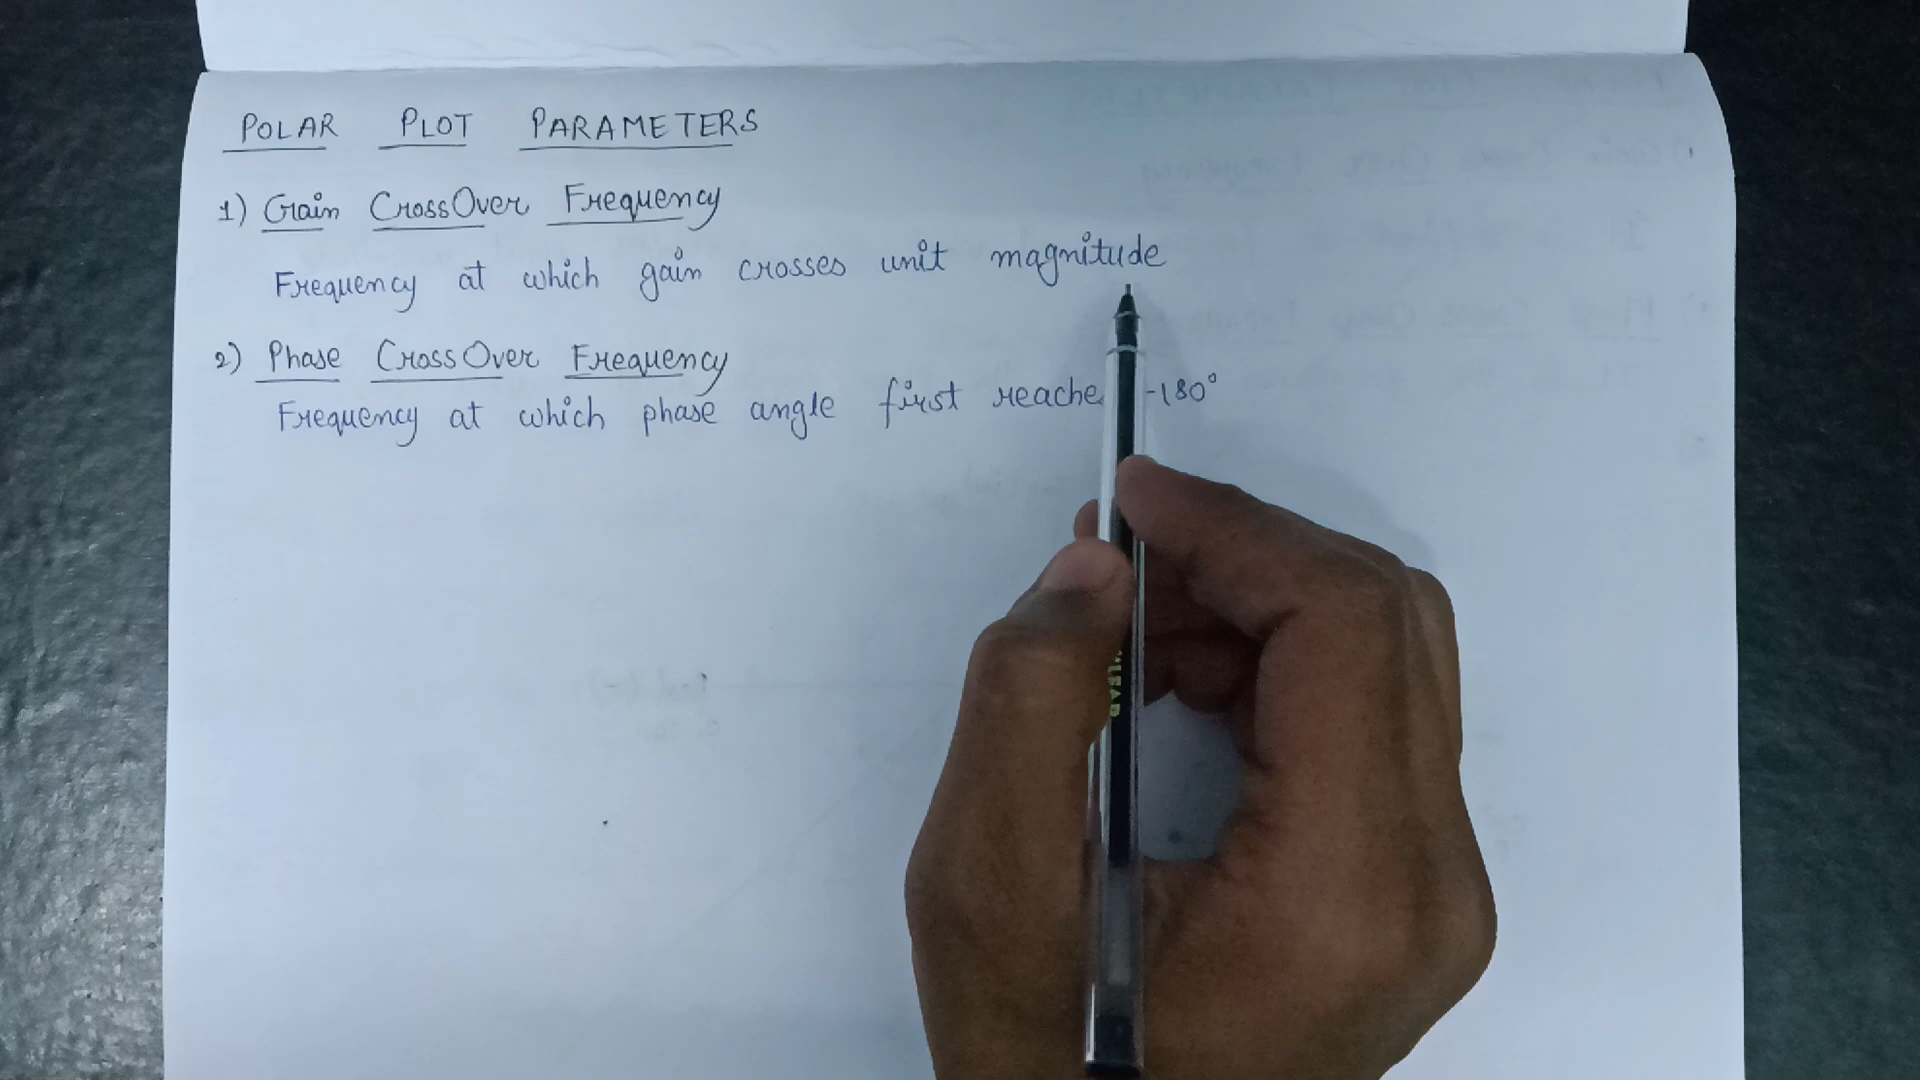 POLAR PLOT PARAMETERS
1) Gain CrossOver Frequency
Frequency at which gain crosses unit magnitude
2) Phase CrossOver Frequency
Frequency at which phase angle first reache -180°